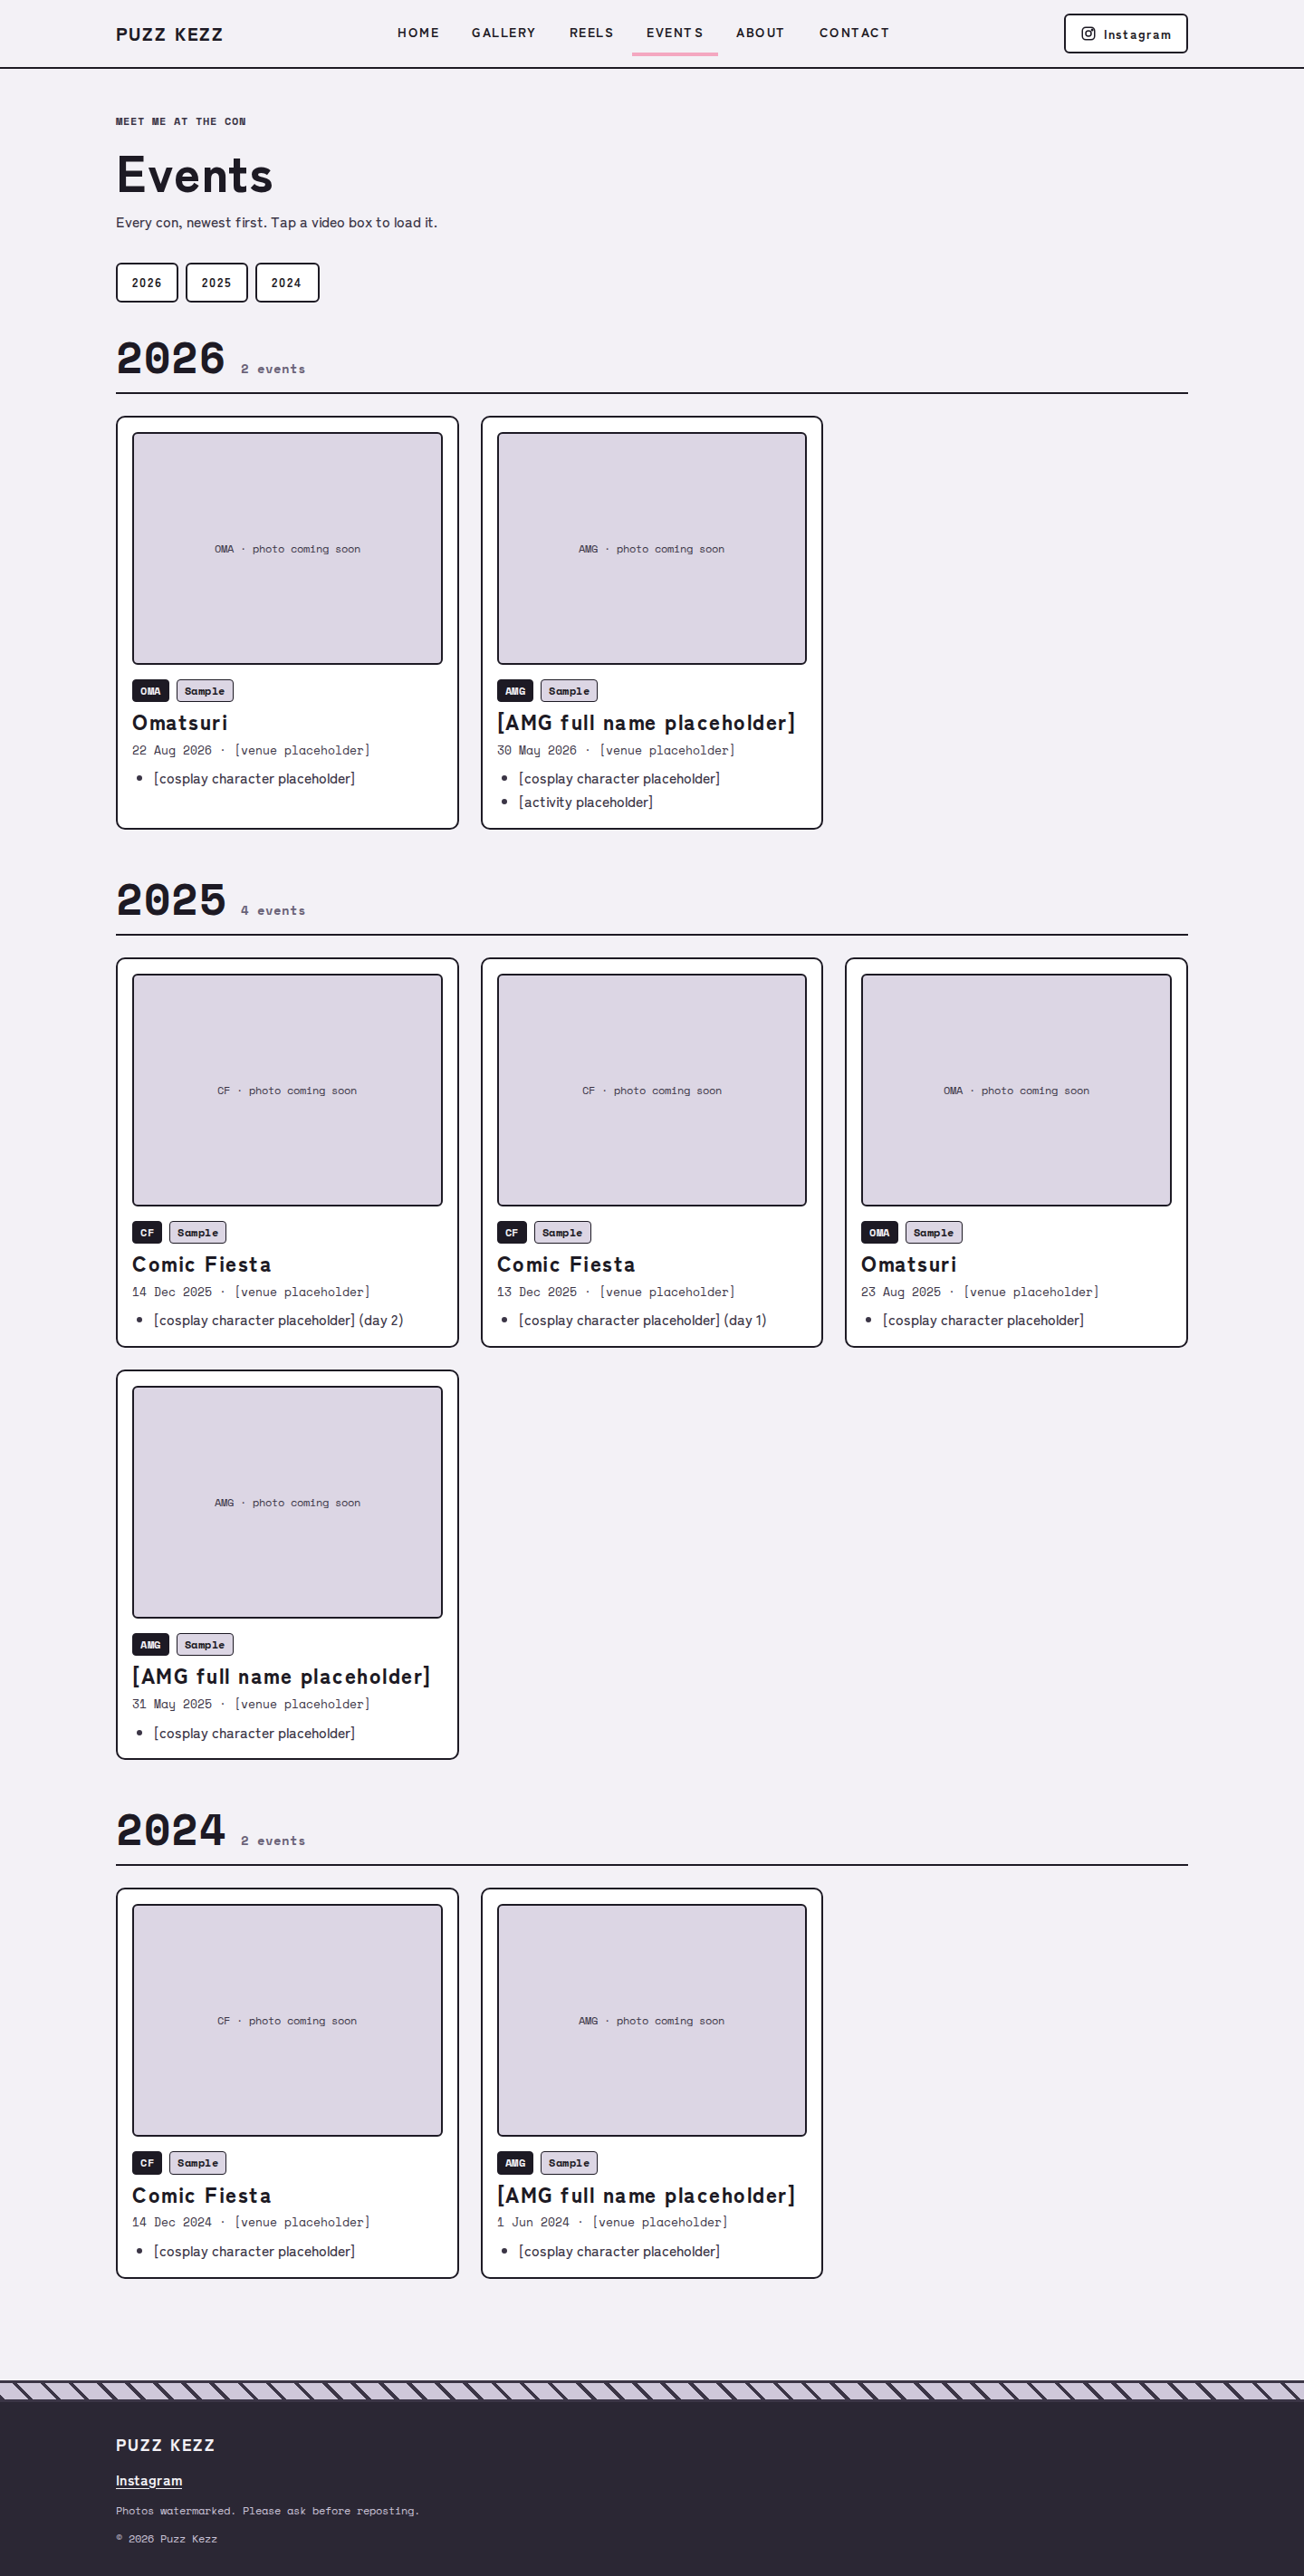 PUZZ KEZZ
HOME GALLERY REELS EVENTS ABOUT CONTACT
Instagram
MEET ME AT THE CON
Events
Every con, newest first. Tap a video box to load it.
2026 2025 2024
2026 2 events
OMA · photo coming soon
OMA Sample
Omatsuri
22 Aug 2026 · [venue placeholder]
[cosplay character placeholder]
AMG · photo coming soon
AMG Sample
[AMG full name placeholder]
30 May 2026 · [venue placeholder]
[cosplay character placeholder]
[activity placeholder]
2025 4 events
CF · photo coming soon
CF Sample
Comic Fiesta
14 Dec 2025 · [venue placeholder]
[cosplay character placeholder] (day 2)
CF · photo coming soon
CF Sample
Comic Fiesta
13 Dec 2025 · [venue placeholder]
[cosplay character placeholder] (day 1)
OMA · photo coming soon
OMA Sample
Omatsuri
23 Aug 2025 · [venue placeholder]
[cosplay character placeholder]
AMG · photo coming soon
AMG Sample
[AMG full name placeholder]
31 May 2025 · [venue placeholder]
[cosplay character placeholder]
2024 2 events
CF · photo coming soon
CF Sample
Comic Fiesta
14 Dec 2024 · [venue placeholder]
[cosplay character placeholder]
AMG · photo coming soon
AMG Sample
[AMG full name placeholder]
1 Jun 2024 · [venue placeholder]
[cosplay character placeholder]
PUZZ KEZZ
Instagram
Photos watermarked. Please ask before reposting.
© 2026 Puzz Kezz